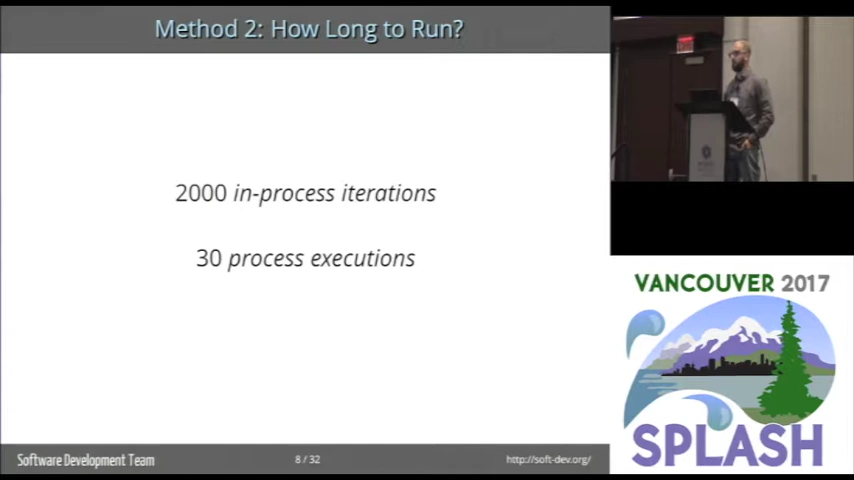 Method 2: How Long to Run?
2000 in-process iterations
30 process executions
Software Development Team
8 / 32
http://soft-dev.org/
VANCOUVER 2017
SPLASH